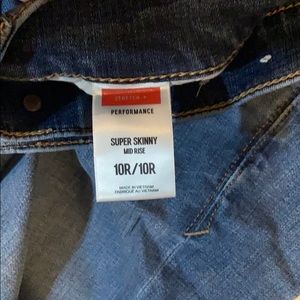 STRETCH +
PERFORMANCE
SUPER SKINNY
MID RISE
10R/10R
MADE IN VIETNAM
FABRIQUÉ AU VIETNAM